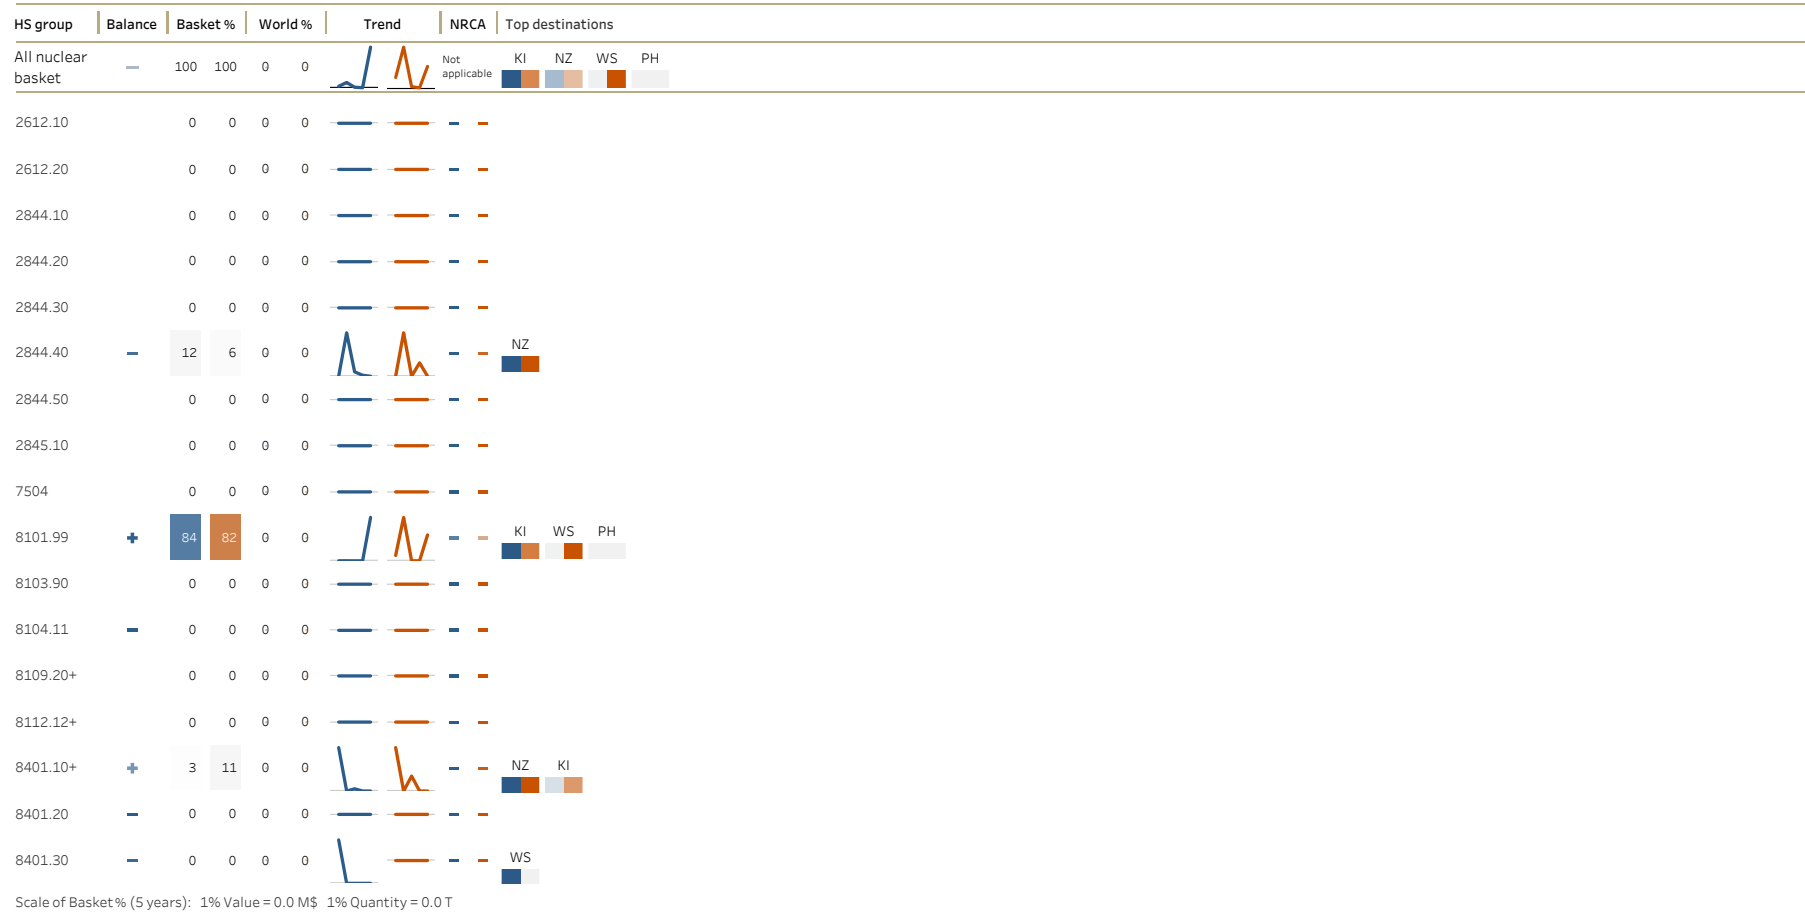 HS group Balance Basket % World % Trend NRCA Top destinations
All nuclear basket 100 100 0 0 Not applicable KI NZ WS PH
2612.10 0 0 0 0
2612.20 0 0 0 0
2844.10 0 0 0 0
2844.20 0 0 0 0
2844.30 0 0 0 0
2844.40 12 6 0 0 NZ
2844.50 0 0 0 0
2845.10 0 0 0 0
7504 0 0 0 0
8101.99 84 82 0 0 KI WS PH
8103.90 0 0 0 0
8104.11 0 0 0 0
8109.20+ 0 0 0 0
8112.12+ 0 0 0 0
8401.10+ 3 11 0 0 NZ KI
8401.20 0 0 0 0
8401.30 0 0 0 0 WS
Scale of Basket% (5 years): 1% Value = 0.0 M$ 1% Quantity = 0.0 T